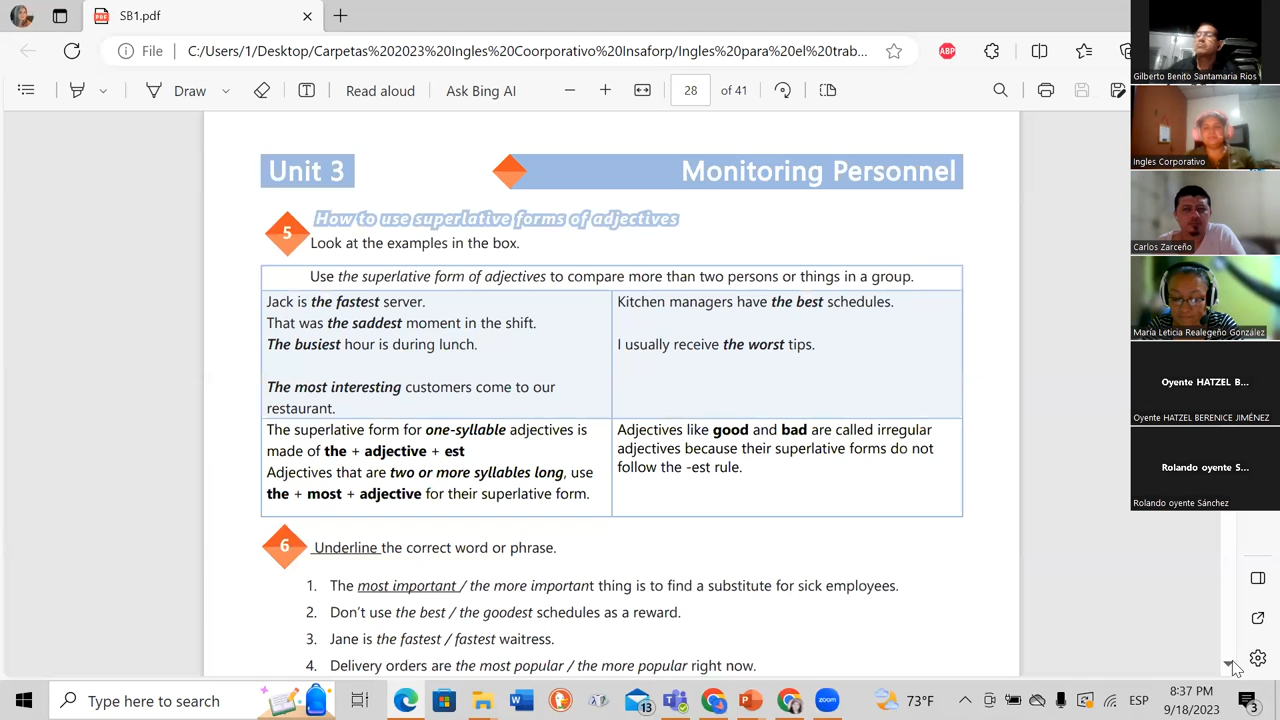 SB1.pdf
File
C:/Users/1/Desktop/Carpetas%202023%20Ingles%20Corporativo%20Insaforp/Ingles%20para%20el%20trab...
Draw
Read aloud
Ask Bing AI
28
of 41
Unit 3
Monitoring Personnel
5
How to use superlative forms of adjectives
Look at the examples in the box.
Use the superlative form of adjectives to compare more than two persons or things in a group.
Jack is the fastest server.
That was the saddest moment in the shift.
The busiest hour is during lunch.
The most interesting customers come to our
restaurant.
Kitchen managers have the best schedules.
I usually receive the worst tips.
The superlative form for one-syllable adjectives is
made of the + adjective + est
Adjectives that are two or more syllables long, use
the + most + adjective for their superlative form.
Adjectives like good and bad are called irregular
adjectives because their superlative forms do not
follow the -est rule.
6
Underline the correct word or phrase.
1. The most important / the more important thing is to find a substitute for sick employees.
2. Don't use the best / the goodest schedules as a reward.
3. Jane is the fastest / fastest waitress.
4. Delivery orders are the most popular / the more popular right now.
ABP
Gilberto Benito Santamaria Rios
Ingles Corporativo
Carlos Zarceño
María Leticia Realegeño González
Oyente HATZEL B...
Oyente HATZEL BERENICE JIMÉNEZ
Rolando oyente S...
Rolando oyente Sánchez
Type here to search
13
73°F
ESP
8:37 PM
9/18/2023
3